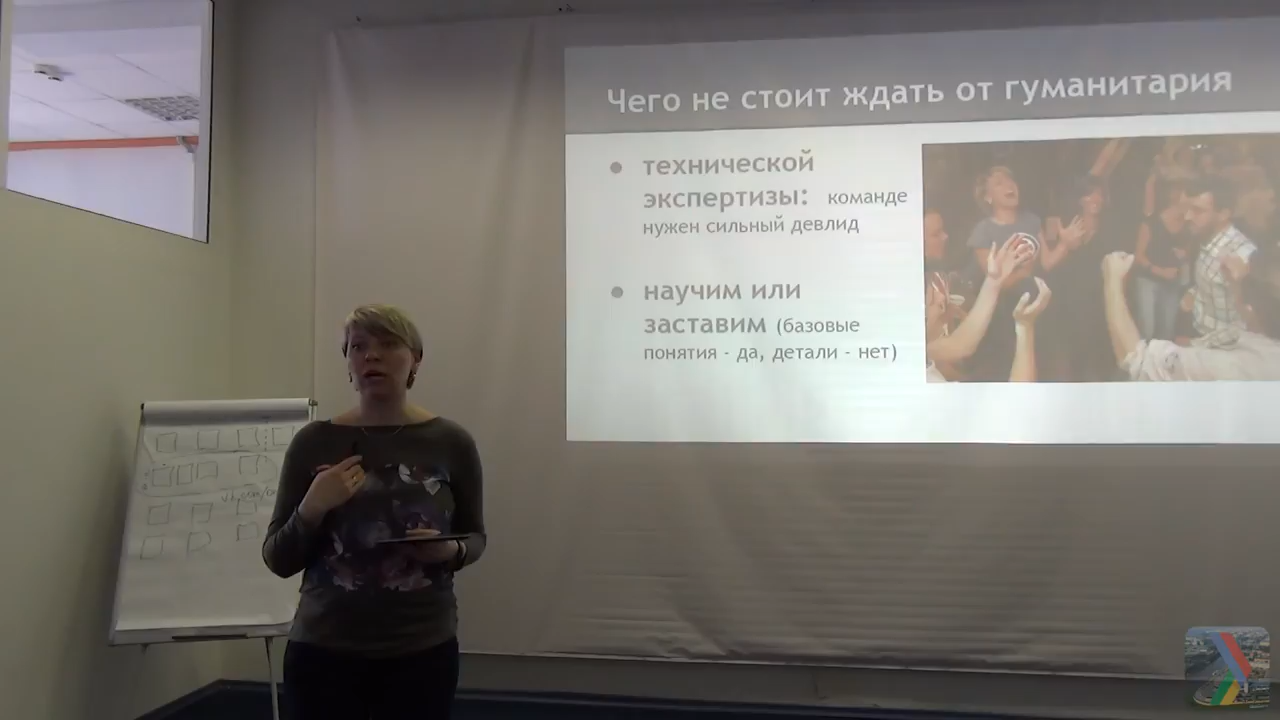 Чего не стоит ждать от гуманитария
● технической
экспертизы: команде
нужен сильный девлид
● научим или
заставим (базовые
понятия - да, детали - нет)